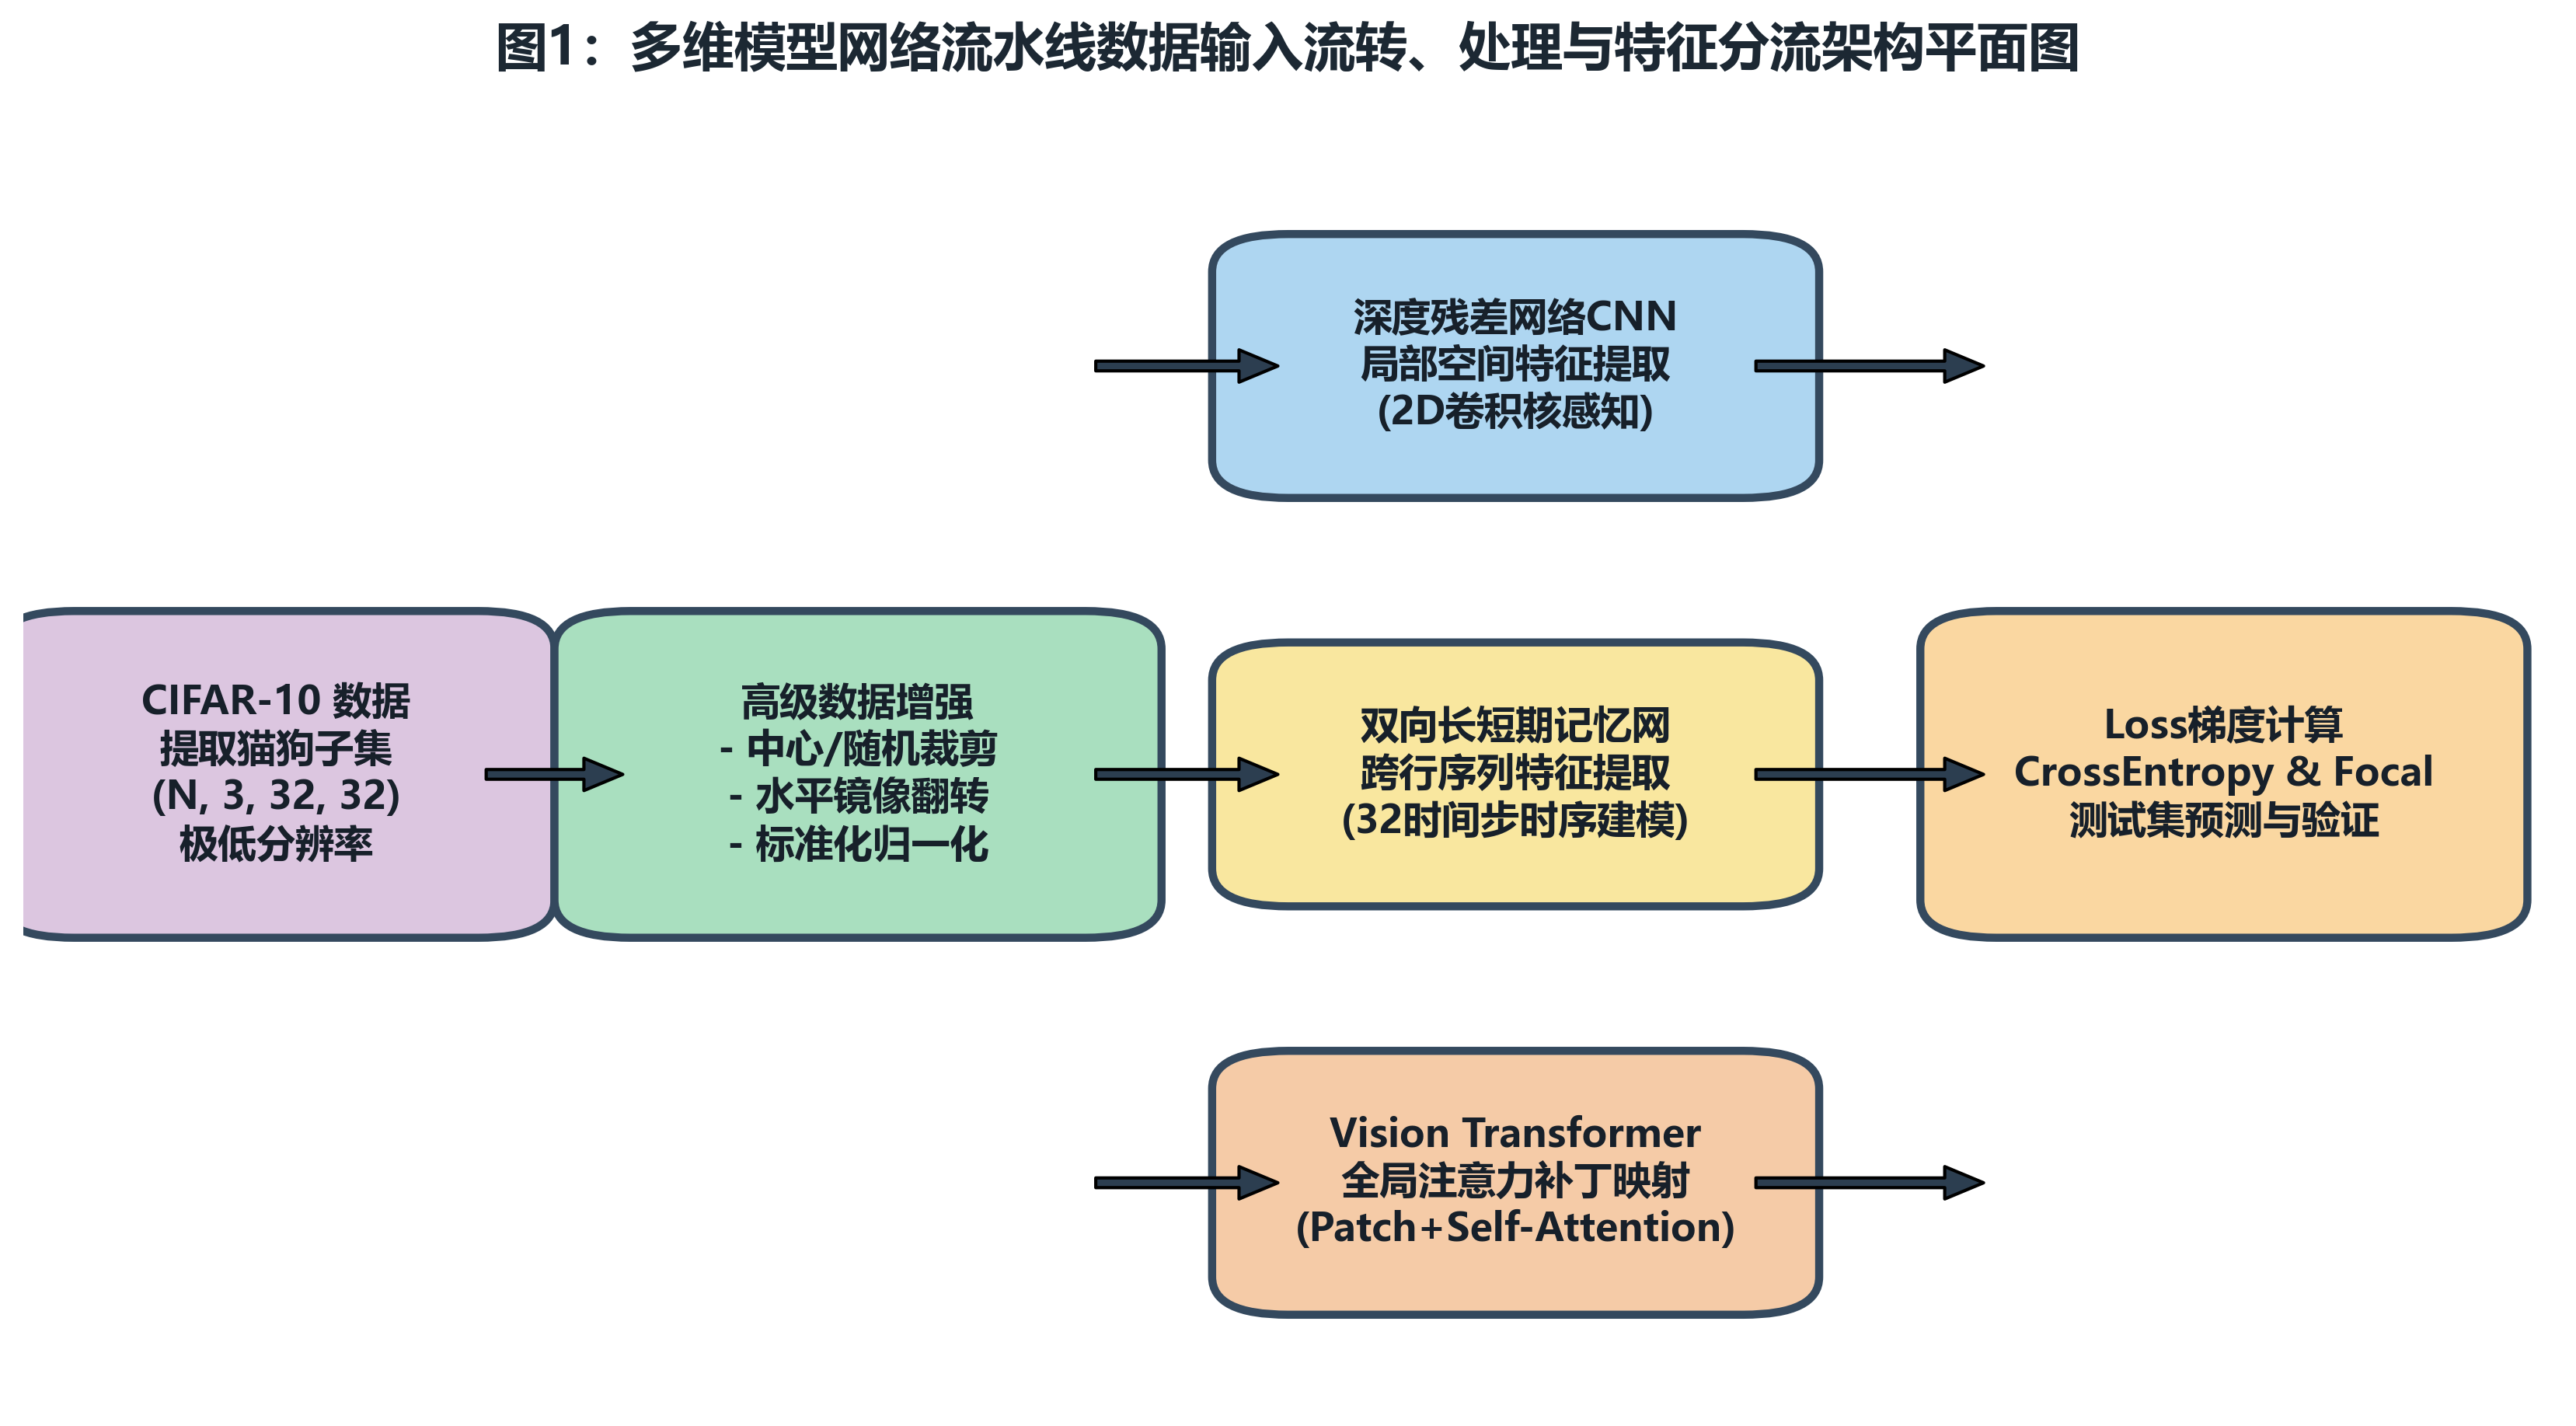 图1：多维模型网络流水线数据输入流转、处理与特征分流架构平面图
深度残差网络CNN
局部空间特征提取
(2D卷积核感知)
CIFAR-10 数据
提取猫狗子集
(N, 3, 32, 32)
极低分辨率
高级数据增强
- 中心/随机裁剪
- 水平镜像翻转
- 标准化归一化
双向长短期记忆网
跨行序列特征提取
(32时间步时序建模)
Loss梯度计算
CrossEntropy & Focal
测试集预测与验证
Vision Transformer
全局注意力补丁映射
(Patch+Self-Attention)